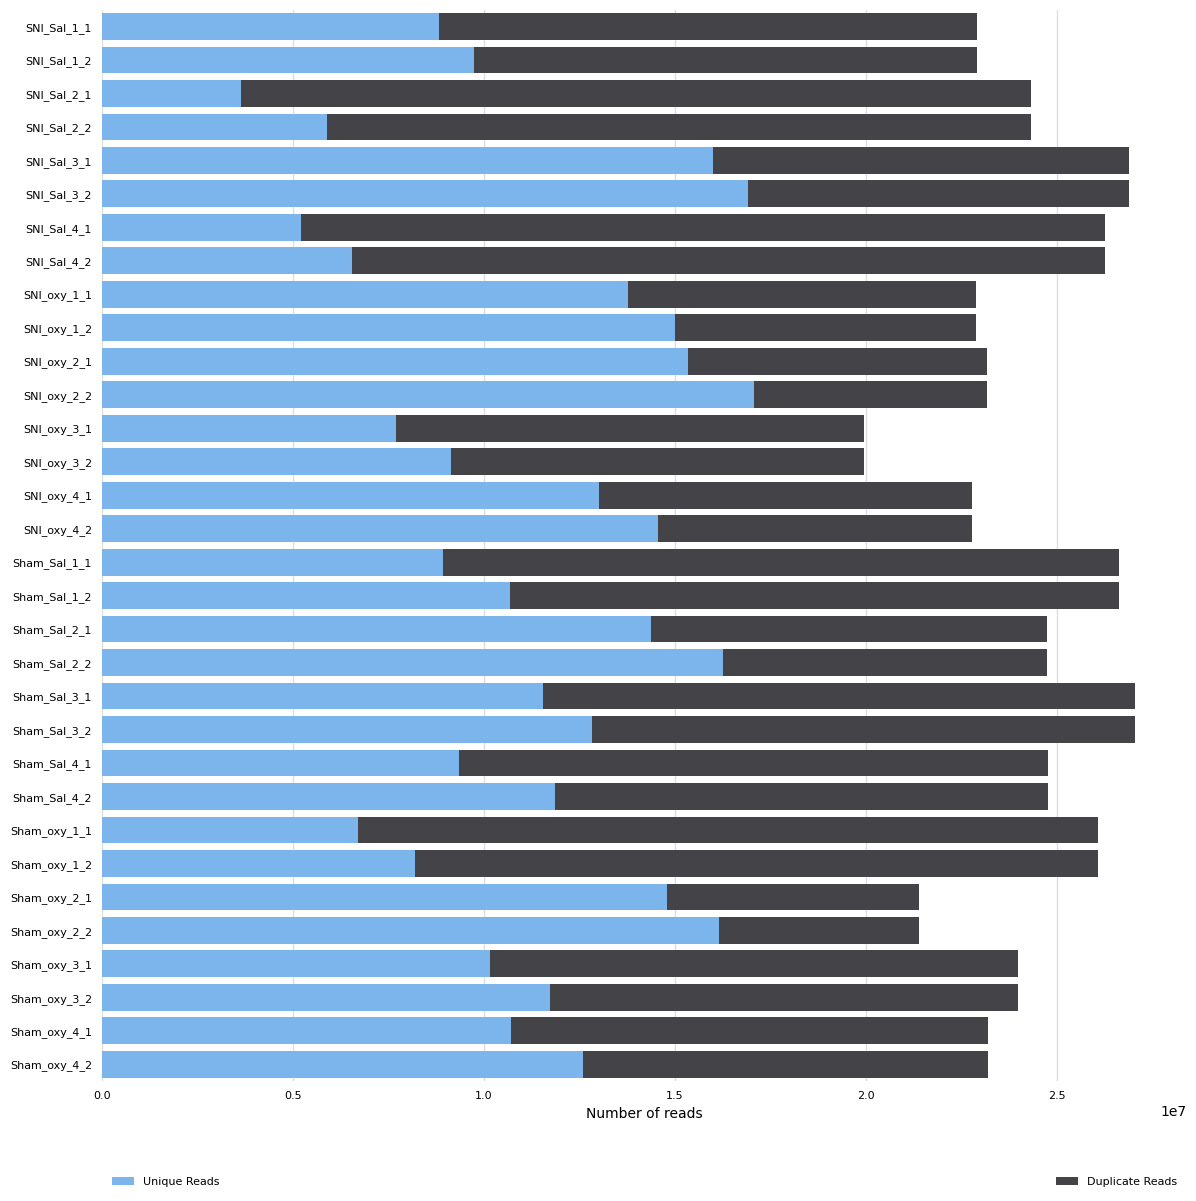 SNI_Sal_1_1
SNI_Sal_1_2
SNI_Sal_2_1
SNI_Sal_2_2
SNI_Sal_3_1
SNI_Sal_3_2
SNI_Sal_4_1
SNI_Sal_4_2
SNI_oxy_1_1
SNI_oxy_1_2
SNI_oxy_2_1
SNI_oxy_2_2
SNI_oxy_3_1
SNI_oxy_3_2
SNI_oxy_4_1
SNI_oxy_4_2
Sham_Sal_1_1
Sham_Sal_1_2
Sham_Sal_2_1
Sham_Sal_2_2
Sham_Sal_3_1
Sham_Sal_3_2
Sham_Sal_4_1
Sham_Sal_4_2
Sham_oxy_1_1
Sham_oxy_1_2
Sham_oxy_2_1
Sham_oxy_2_2
Sham_oxy_3_1
Sham_oxy_3_2
Sham_oxy_4_1
Sham_oxy_4_2
0.0 0.5 1.0 1.5 2.0 2.5
Number of reads 1e7
Unique Reads Duplicate Reads